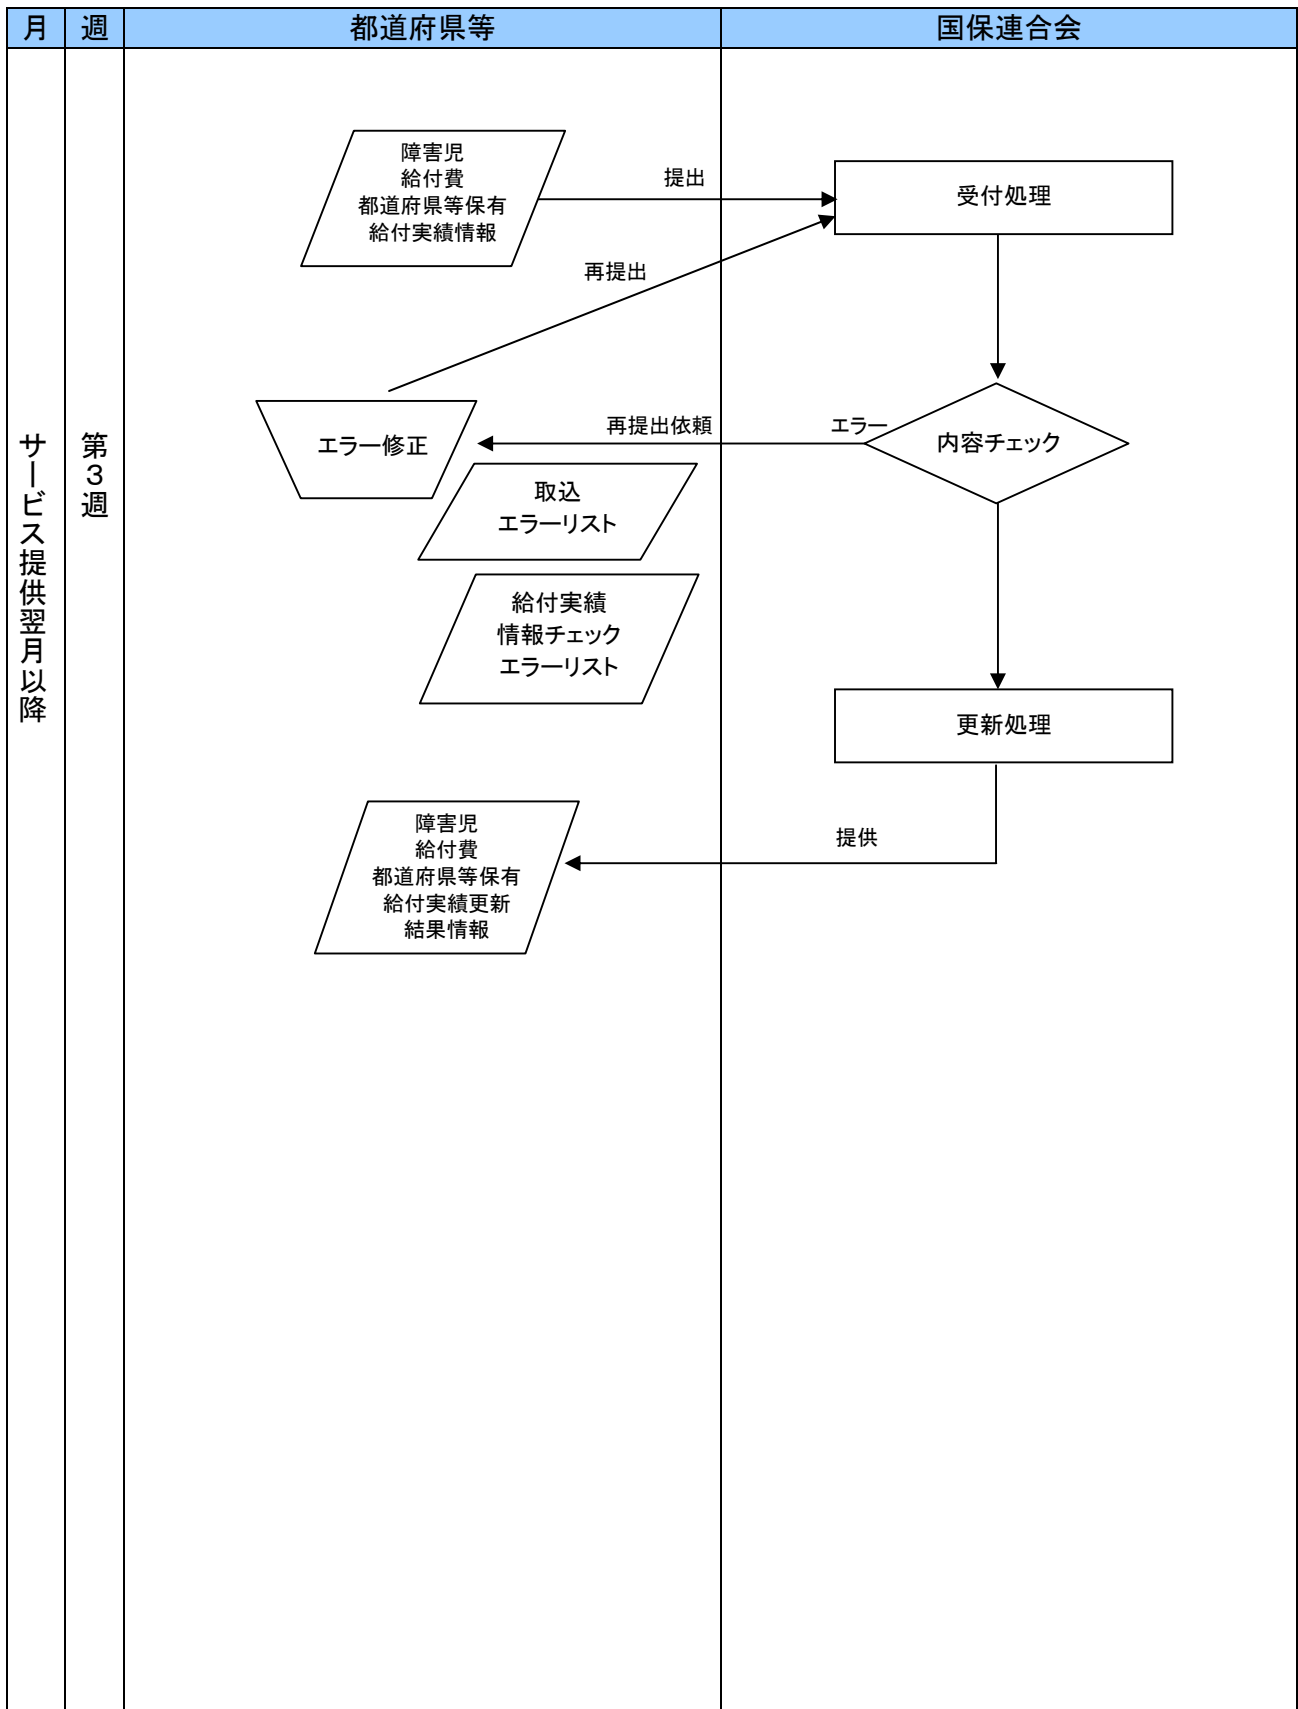 月
週
都道府県等
国保連合会
障害児
給付費
都道府県等保有
給付実績情報
提出
受付処理
再提出
エラー修正
再提出依頼
エラー
内容チェック
取込
エラーリスト
サービス提供翌月以降
第3週
給付実績
情報チェック
エラーリスト
更新処理
障害児
給付費
都道府県等保有
給付実績更新
結果情報
提供